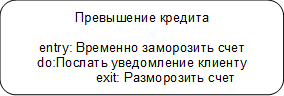 Превышение кредита
entry: Временно заморозить счет
do:Послать уведомление клиенту
exit: Разморозить счет